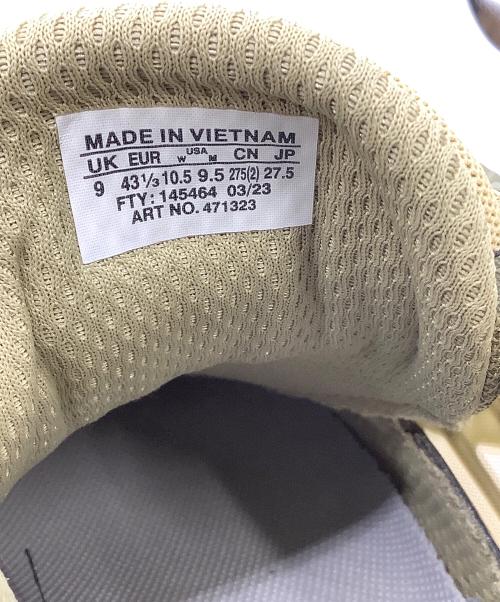 MADE IN VIETNAM
UK EUR W USA M CN JP
9 43⅓ 10.5 9.5 275(2) 27.5
FTY: 145464 03/23
ART NO. 471323